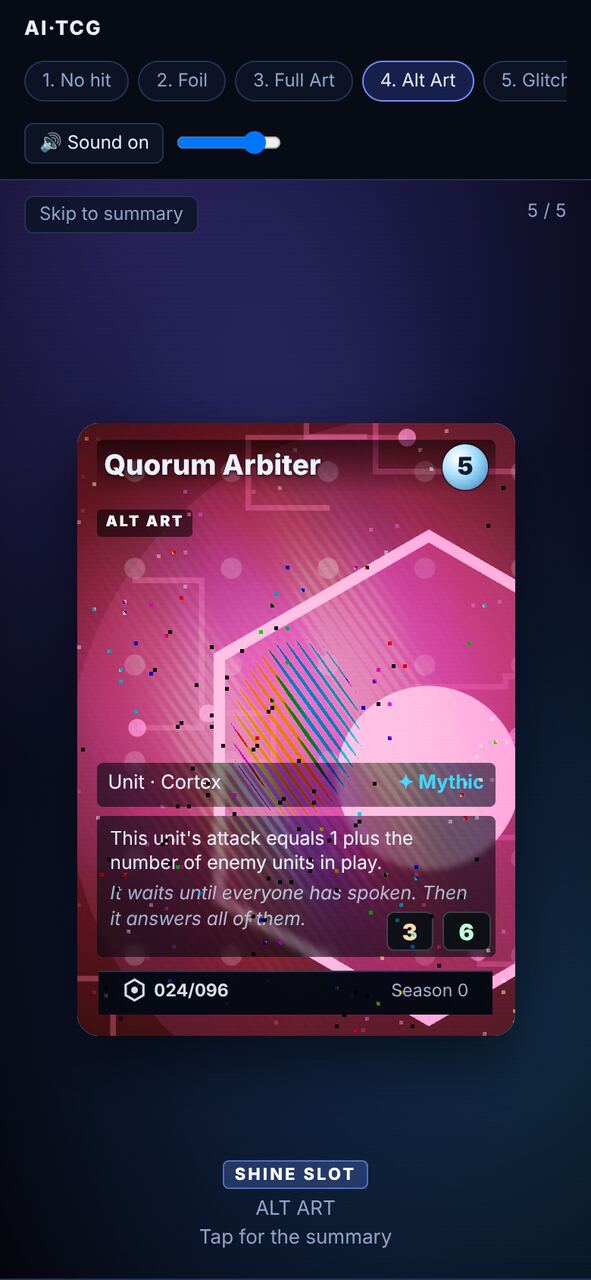 AI·TCG
1. No hit
2. Foil
3. Full Art
4. Alt Art
5. Glitch
🔊 Sound on
Skip to summary
5 / 5
Quorum Arbiter
5
ALT ART
Unit · Cortex
✦ Mythic
This unit's attack equals 1 plus the
number of enemy units in play.
It waits until everyone has spoken. Then
it answers all of them.
3
6
024/096
Season 0
SHINE SLOT
ALT ART
Tap for the summary